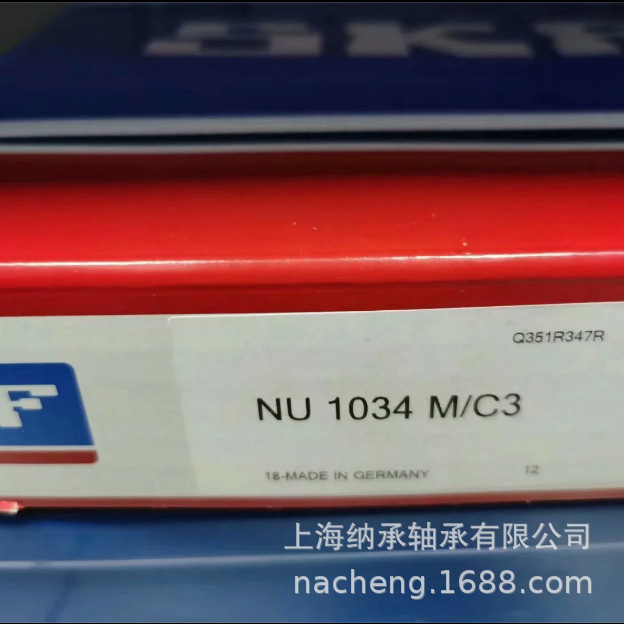 SKF
Q351R347R
F
NU 1034 M/C3
18-MADE IN GERMANY
12
上海纳承轴承有限公司
nacheng.1688.com